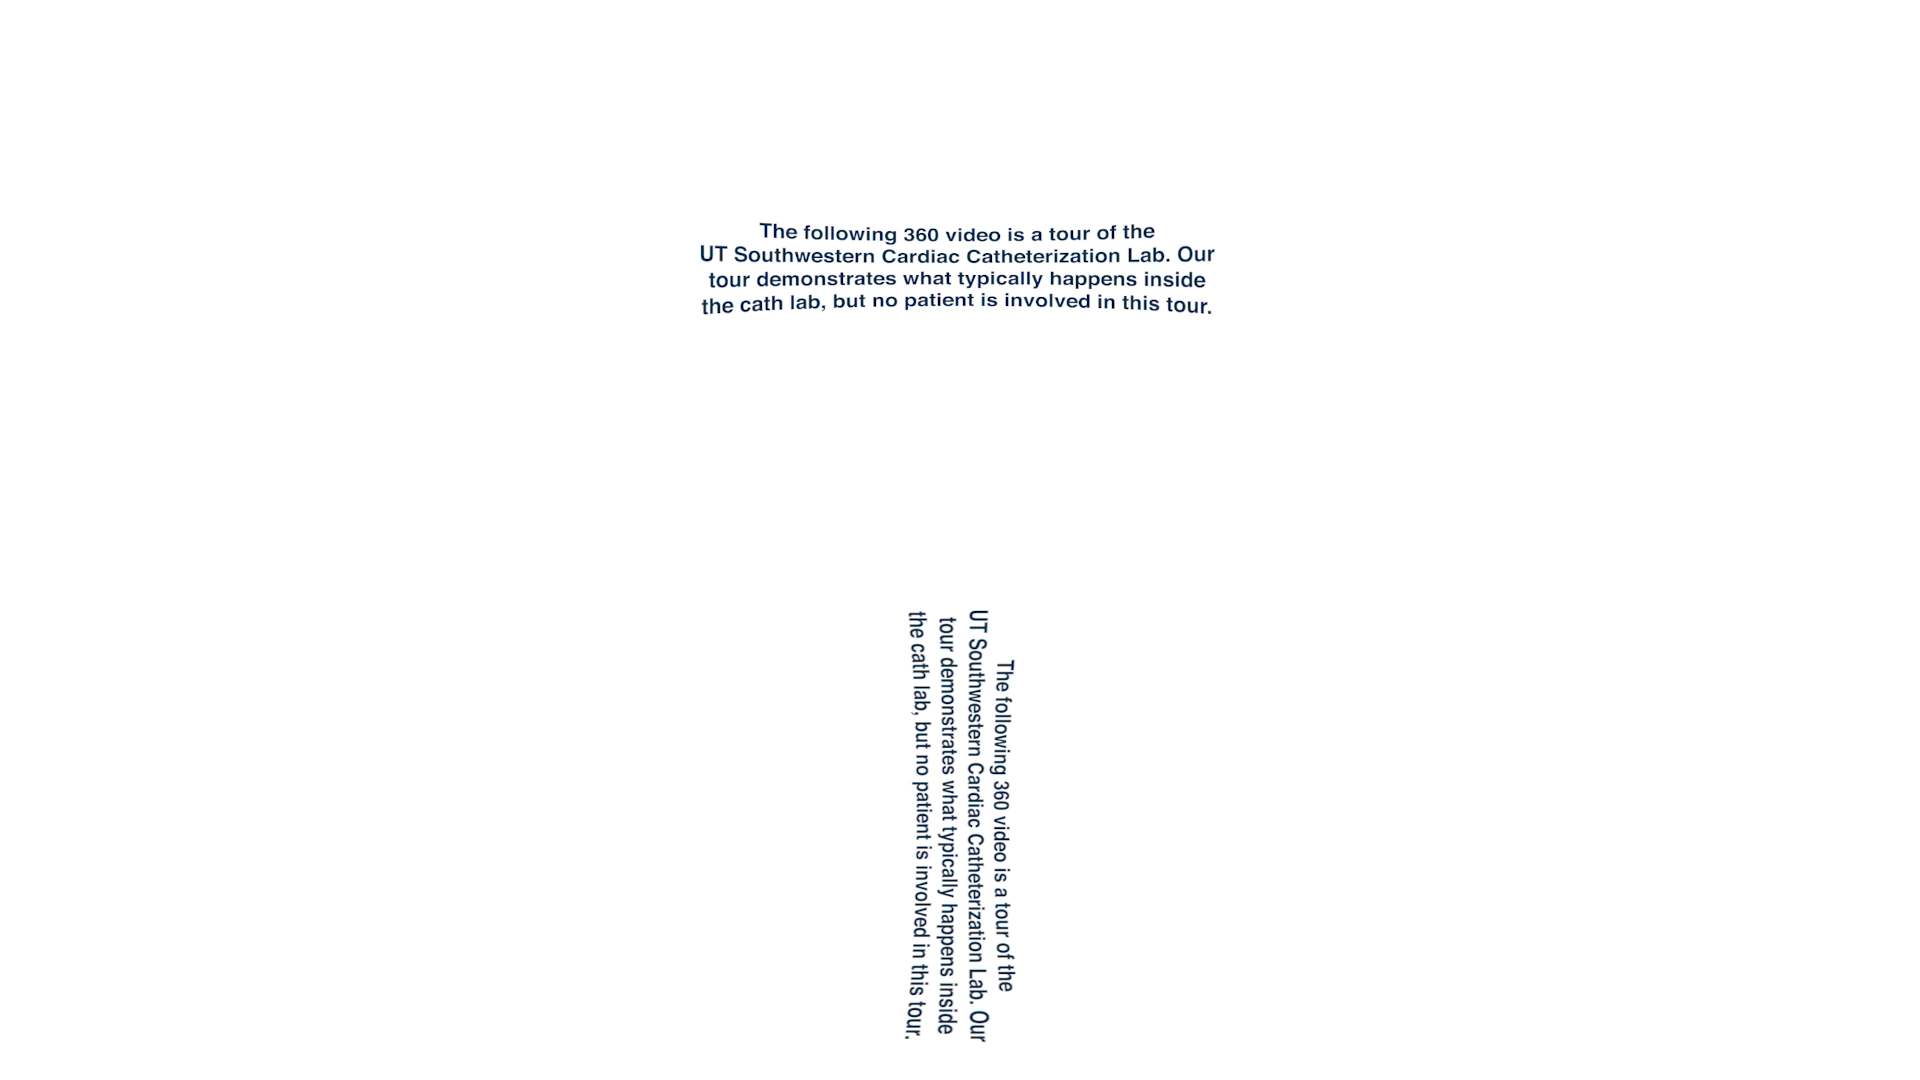 The following 360 video is a tour of the
UT Southwestern Cardiac Catheterization Lab. Our
tour demonstrates what typically happens inside
the cath lab, but no patient is involved in this tour.
The following 360 video is a tour of the
UT Southwestern Cardiac Catheterization Lab. Our
tour demonstrates what typically happens inside
the cath lab, but no patient is involved in this tour.